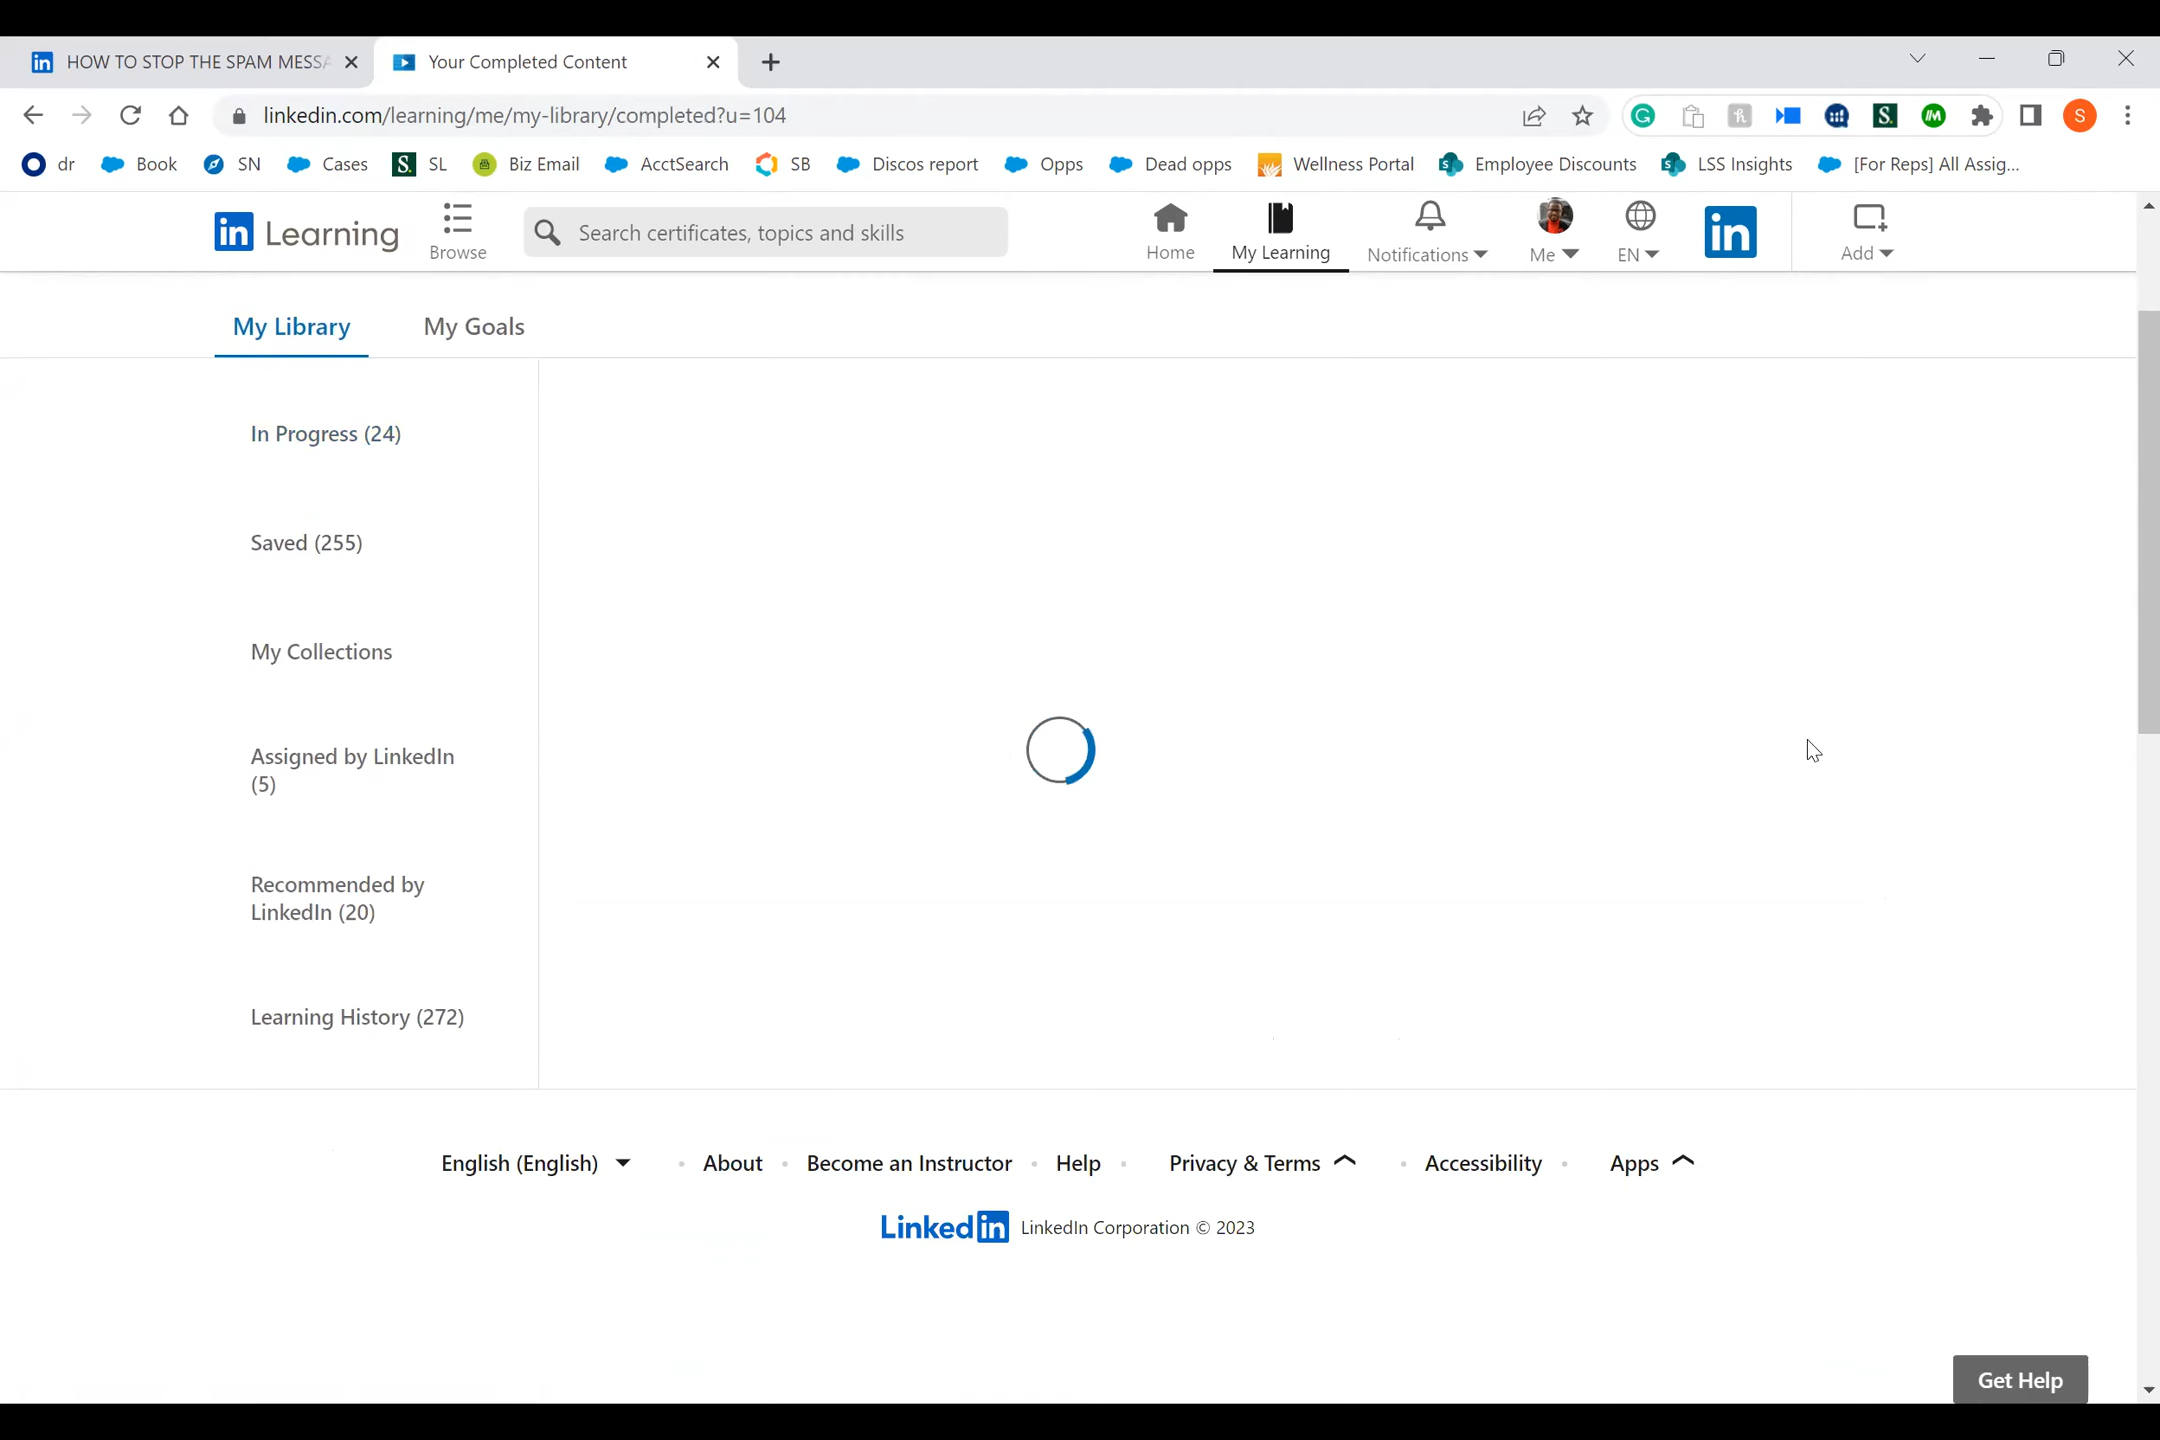 HOW TO STOP THE SPAM MESSA
Your Completed Content
linkedin.com/learning/me/my-library/completed?u=104
S
dr
Book
SN
Cases
SL
Biz Email
AcctSearch
SB
Discos report
Opps
Dead opps
Wellness Portal
Employee Discounts
LSS Insights
[For Reps] All Assig...
in Learning
Browse
Search certificates, topics and skills
Home
My Learning
Notifications
Me
EN
in
Add
My Library
My Goals
In Progress (24)
Saved (255)
My Collections
Assigned by LinkedIn
(5)
Recommended by
LinkedIn (20)
Learning History (272)
English (English)
About
Become an Instructor
Help
Privacy & Terms
Accessibility
Apps
LinkedIn LinkedIn Corporation © 2023
Get Help